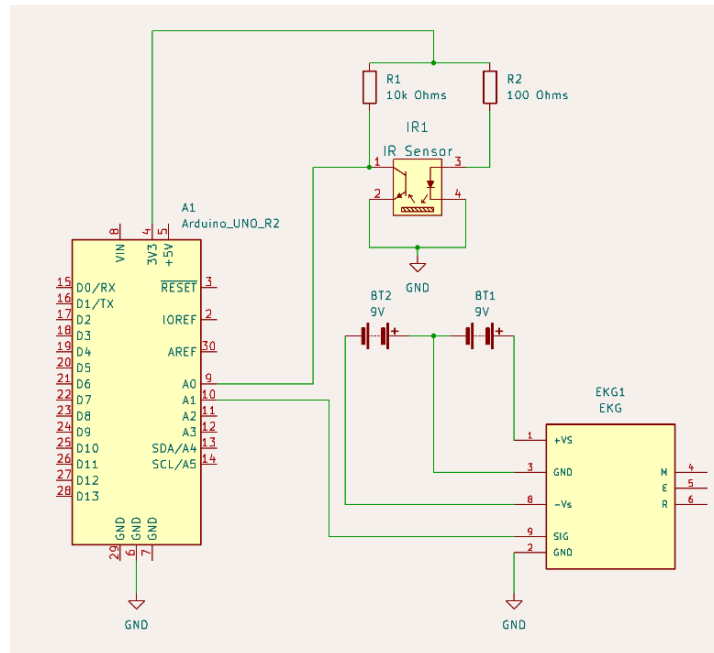 R1
10k Ohms
R2
100 Ohms
IR1
IR Sensor
1
3
2
4
GND
A1
Arduino_UNO_R2
8
4
5
VIN
3V3
+5V
15 D0/RX
RESET 3
16 D1/TX
17 D2
IOREF 2
18 D3
19 D4
AREF 30
20 D5
21 D6
A0 9
22 D7
A1 10
23 D8
A2 11
24 D9
A3 12
25 D10
SDA/A4 13
26 D11
SCL/A5 14
27 D12
28 D13
GND
GND
GND
29
6
7
GND
BT2
9V
BT1
9V
+
+
EKG1
EKG
1 +VS
3 GND
M 4
E 5
8 -Vs
R 6
9 SIG
2 GND
GND